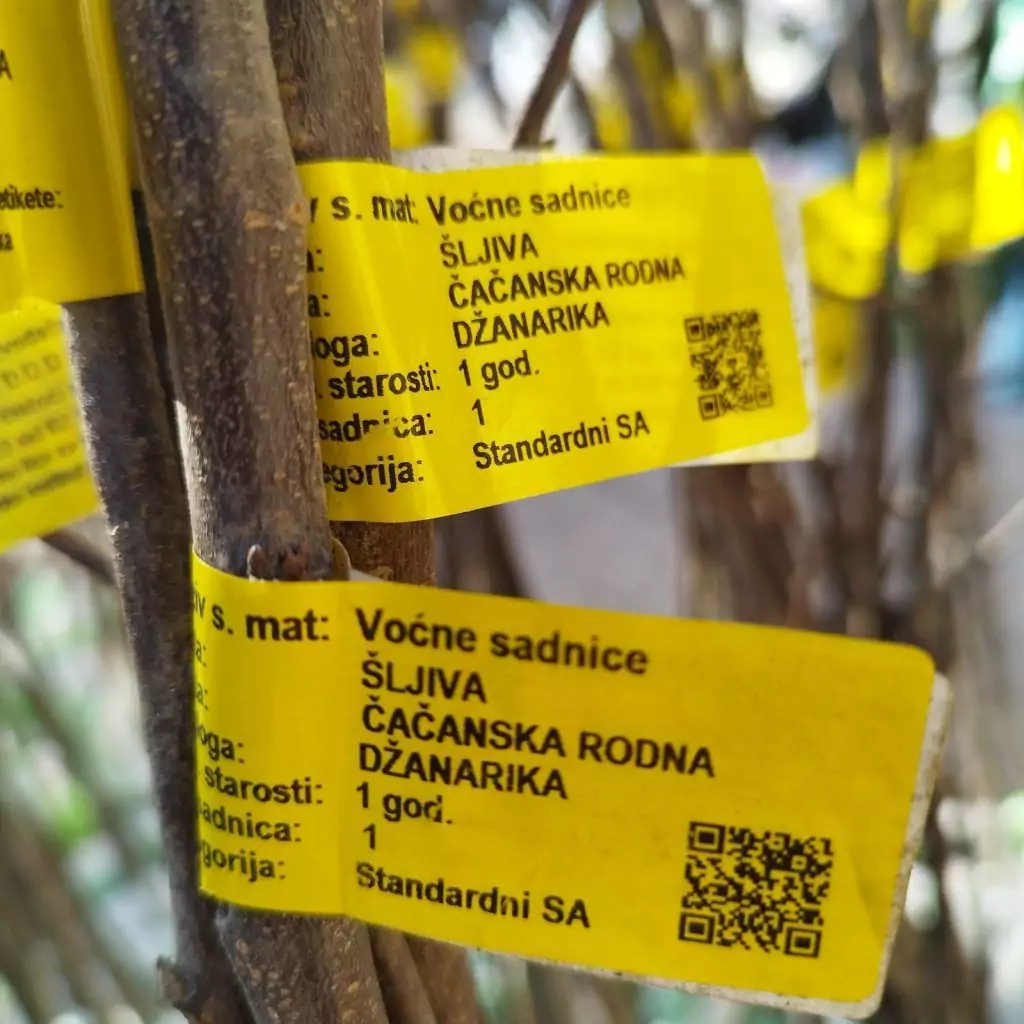 etikete:
s. mat: Voćne sadnice
ŠLJIVA
ČAČANSKA RODNA
oga: DŽANARIKA
starosti: 1 god.
sadnica: 1
egorija: Standardni SA
s. mat: Voćne sadnice
a: ŠLJIVA
a: ČAČANSKA RODNA
oga: DŽANARIKA
starosti: 1 god.
adnica: 1
gorija: Standardni SA